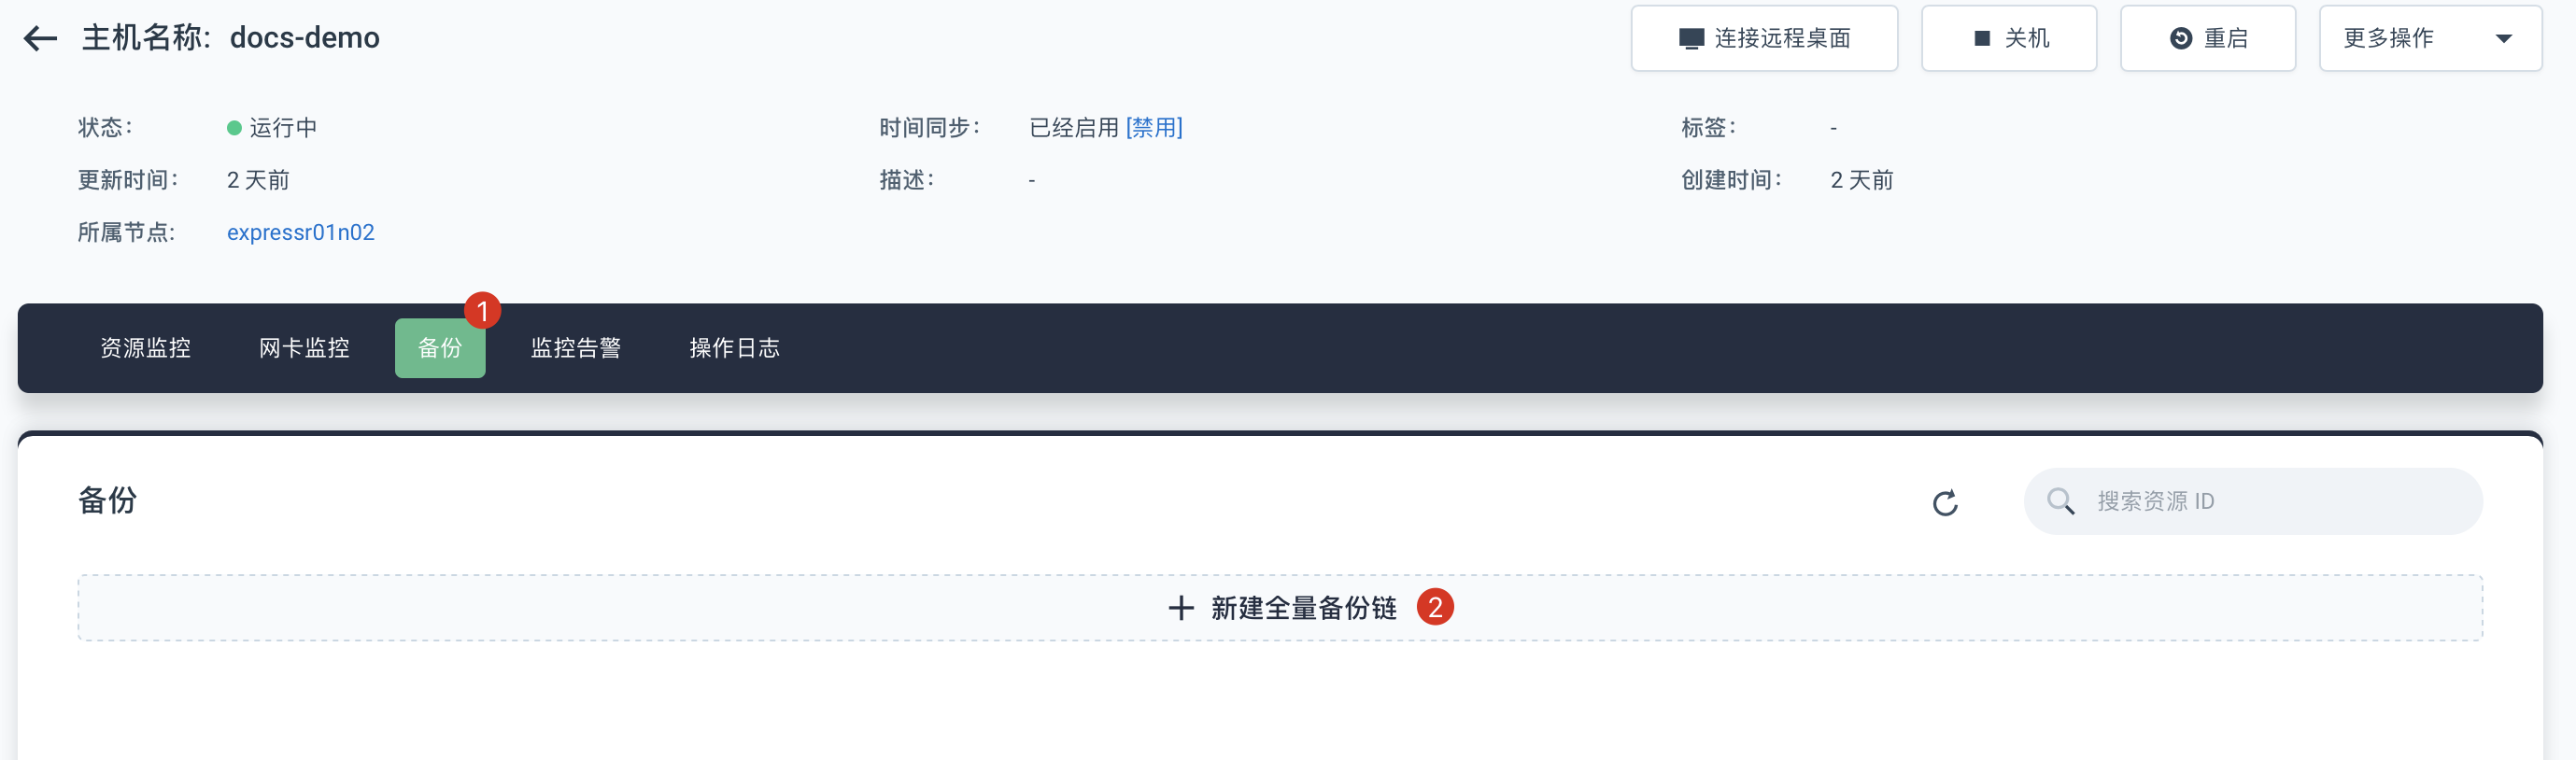 主机名称: docs-demo
连接远程桌面 关机 重启 更多操作
状态: 运行中 时间同步: 已经启用 [禁用] 标签: -
更新时间: 2 天前 描述: - 创建时间: 2 天前
所属节点: expressr01n02
1
资源监控 网卡监控 备份 监控告警 操作日志
备份 搜索资源 ID
新建全量备份链 2